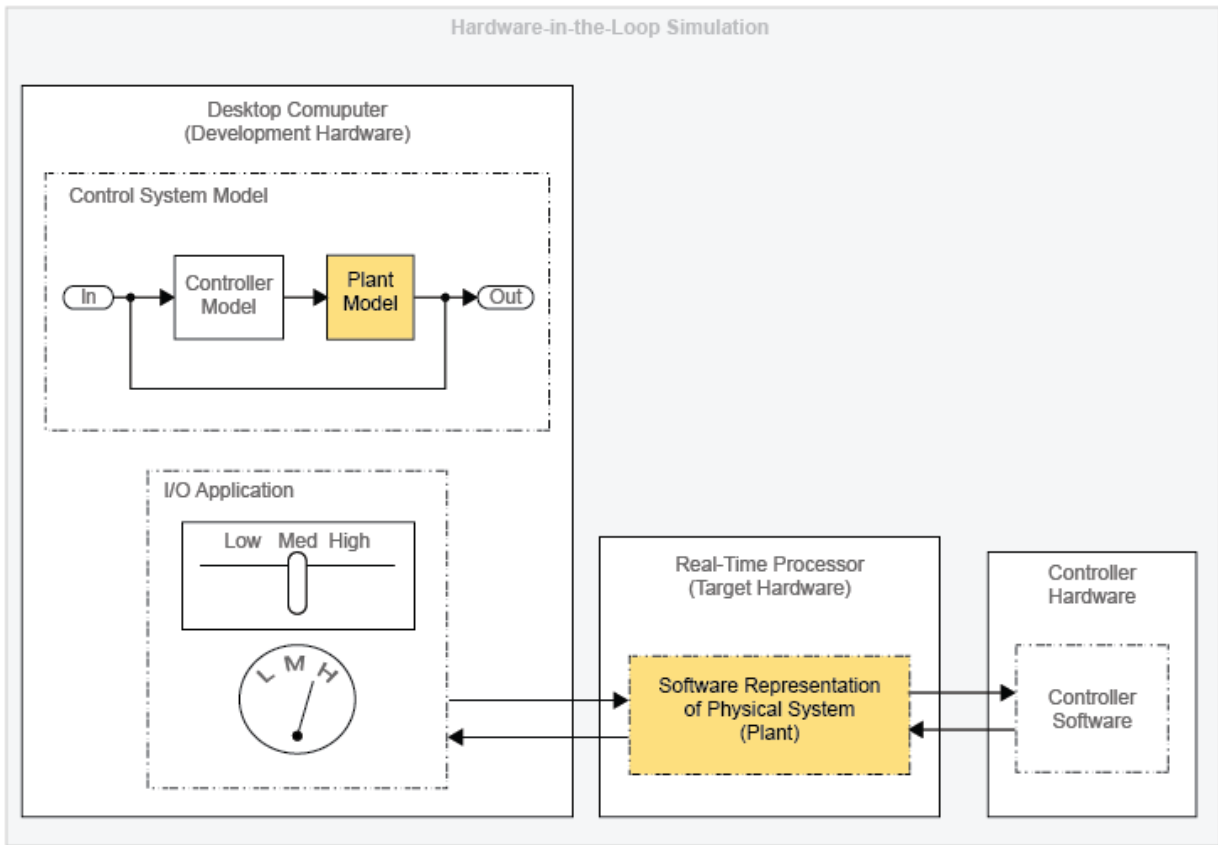 Hardware-in-the-Loop Simulation
Desktop Comuputer
(Development Hardware)
Control System Model
In
Controller
Model
Plant
Model
Out
I/O Application
Low Med High
L M H
Real-Time Processor
(Target Hardware)
Software Representation
of Physical System
(Plant)
Controller
Hardware
Controller
Software